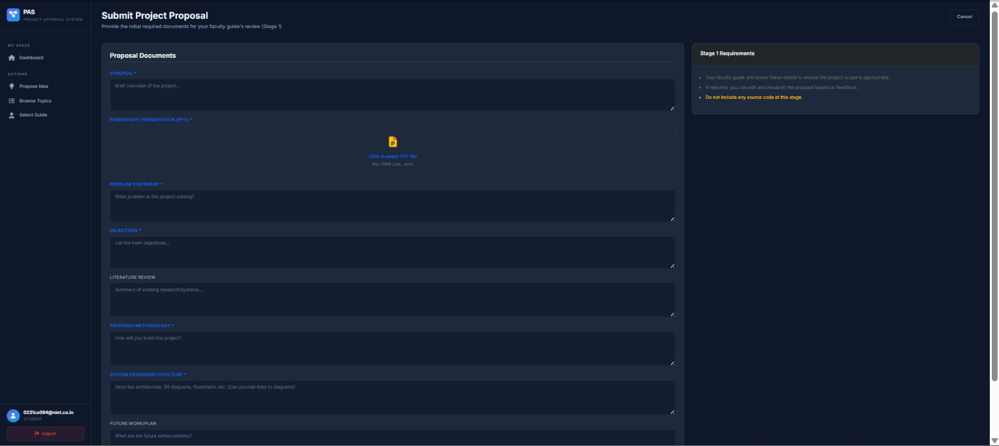 PAS
PROJECT APPROVAL SYSTEM
MY SPACE
Dashboard
ACTIONS
Propose Idea
Browse Topics
Select Guide
0231cs094@niet.co.in
STUDENT
Logout
Submit Project Proposal
Provide the initial required documents for your faculty guide's review (Stage 1)
Cancel
Proposal Documents
SYNOPSIS *
Brief overview of the project...
POWERPOINT PRESENTATION (PPT) *
P
Click to select PPT file
Max 10MB (.ppt, .pptx)
PROBLEM STATEMENT *
What problem is this project solving?
OBJECTIVES *
List the main objectives...
LITERATURE REVIEW
Summary of existing research/systems...
PROPOSED METHODOLOGY *
How will you build this project?
SYSTEM DESIGN/ARCHITECTURE *
Describe architecture, ER diagrams, flowcharts, etc. (Can provide links to diagrams)
FUTURE WORK/PLAN
What are the future enhancements?
Stage 1 Requirements
Your faculty guide will review these details to ensure the project scope is appropriate.
If rejected, you can edit and resubmit the proposal based on feedback.
Do not include any source code at this stage.